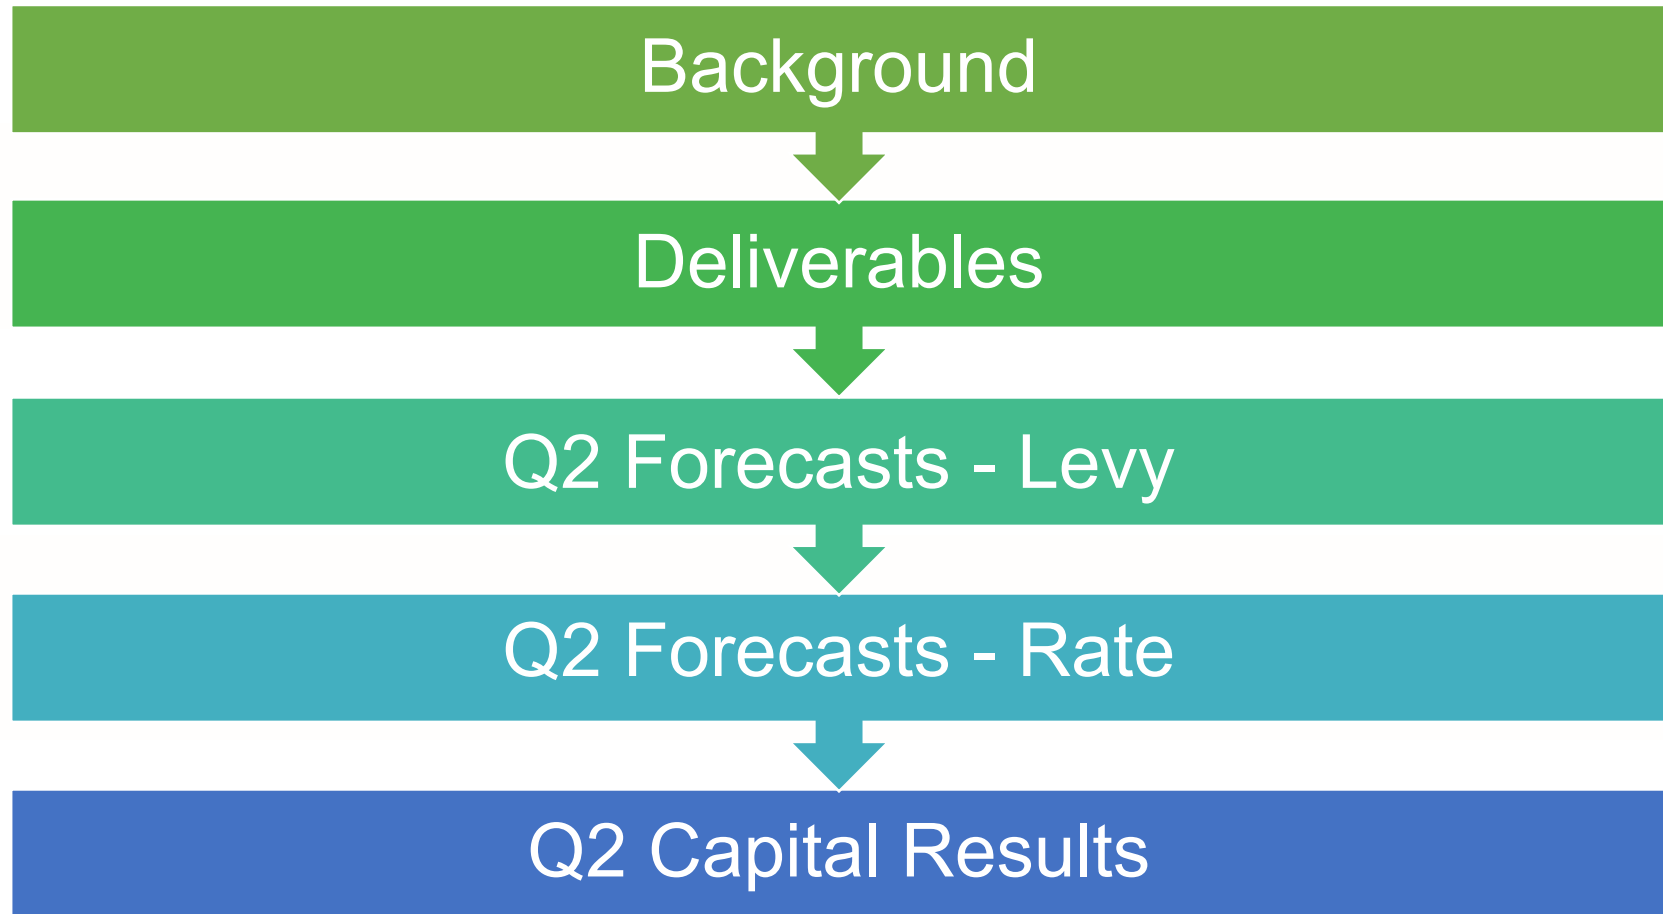 Background
Deliverables
Q2 Forecasts - Levy
Q2 Forecasts - Rate
Q2 Capital Results